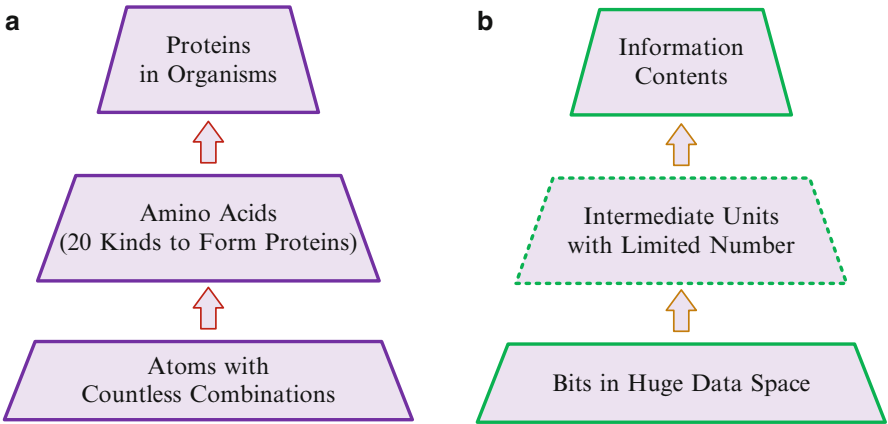 a
Proteins
in Organisms
Amino Acids
(20 Kinds to Form Proteins)
Atoms with
Countless Combinations
b
Information
Contents
Intermediate Units
with Limited Number
Bits in Huge Data Space